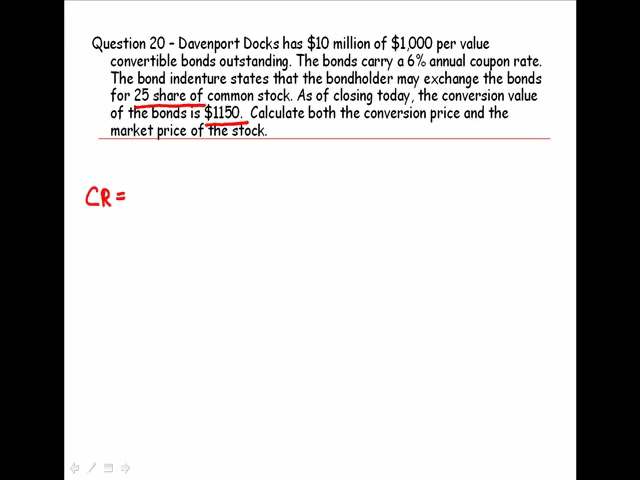 Question 20 – Davenport Docks has $10 million of $1,000 per value
convertible bonds outstanding. The bonds carry a 6% annual coupon rate.
The bond indenture states that the bondholder may exchange the bonds
for 25 share of common stock. As of closing today, the conversion value
of the bonds is $1150. Calculate both the conversion price and the
market price of the stock.
CR =